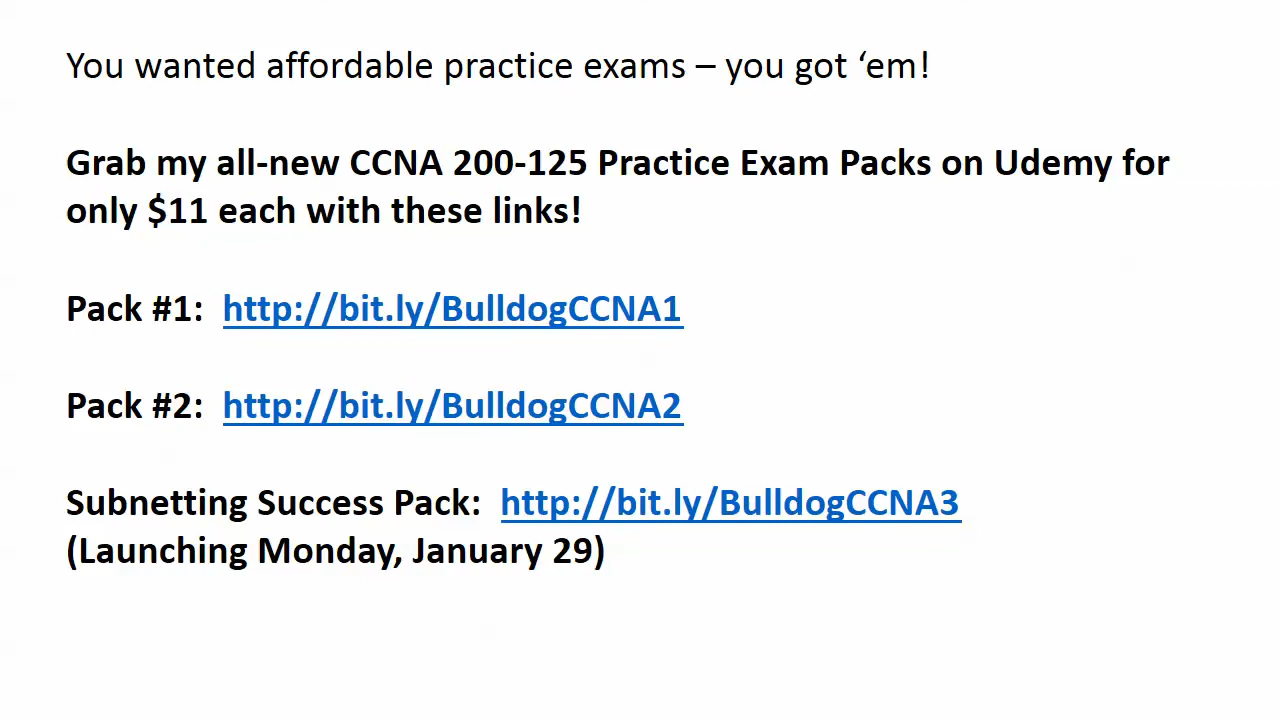 You wanted affordable practice exams – you got ‘em!
Grab my all-new CCNA 200-125 Practice Exam Packs on Udemy for
only $11 each with these links!
Pack #1:  http://bit.ly/BulldogCCNA1
Pack #2:  http://bit.ly/BulldogCCNA2
Subnetting Success Pack:  http://bit.ly/BulldogCCNA3
(Launching Monday, January 29)